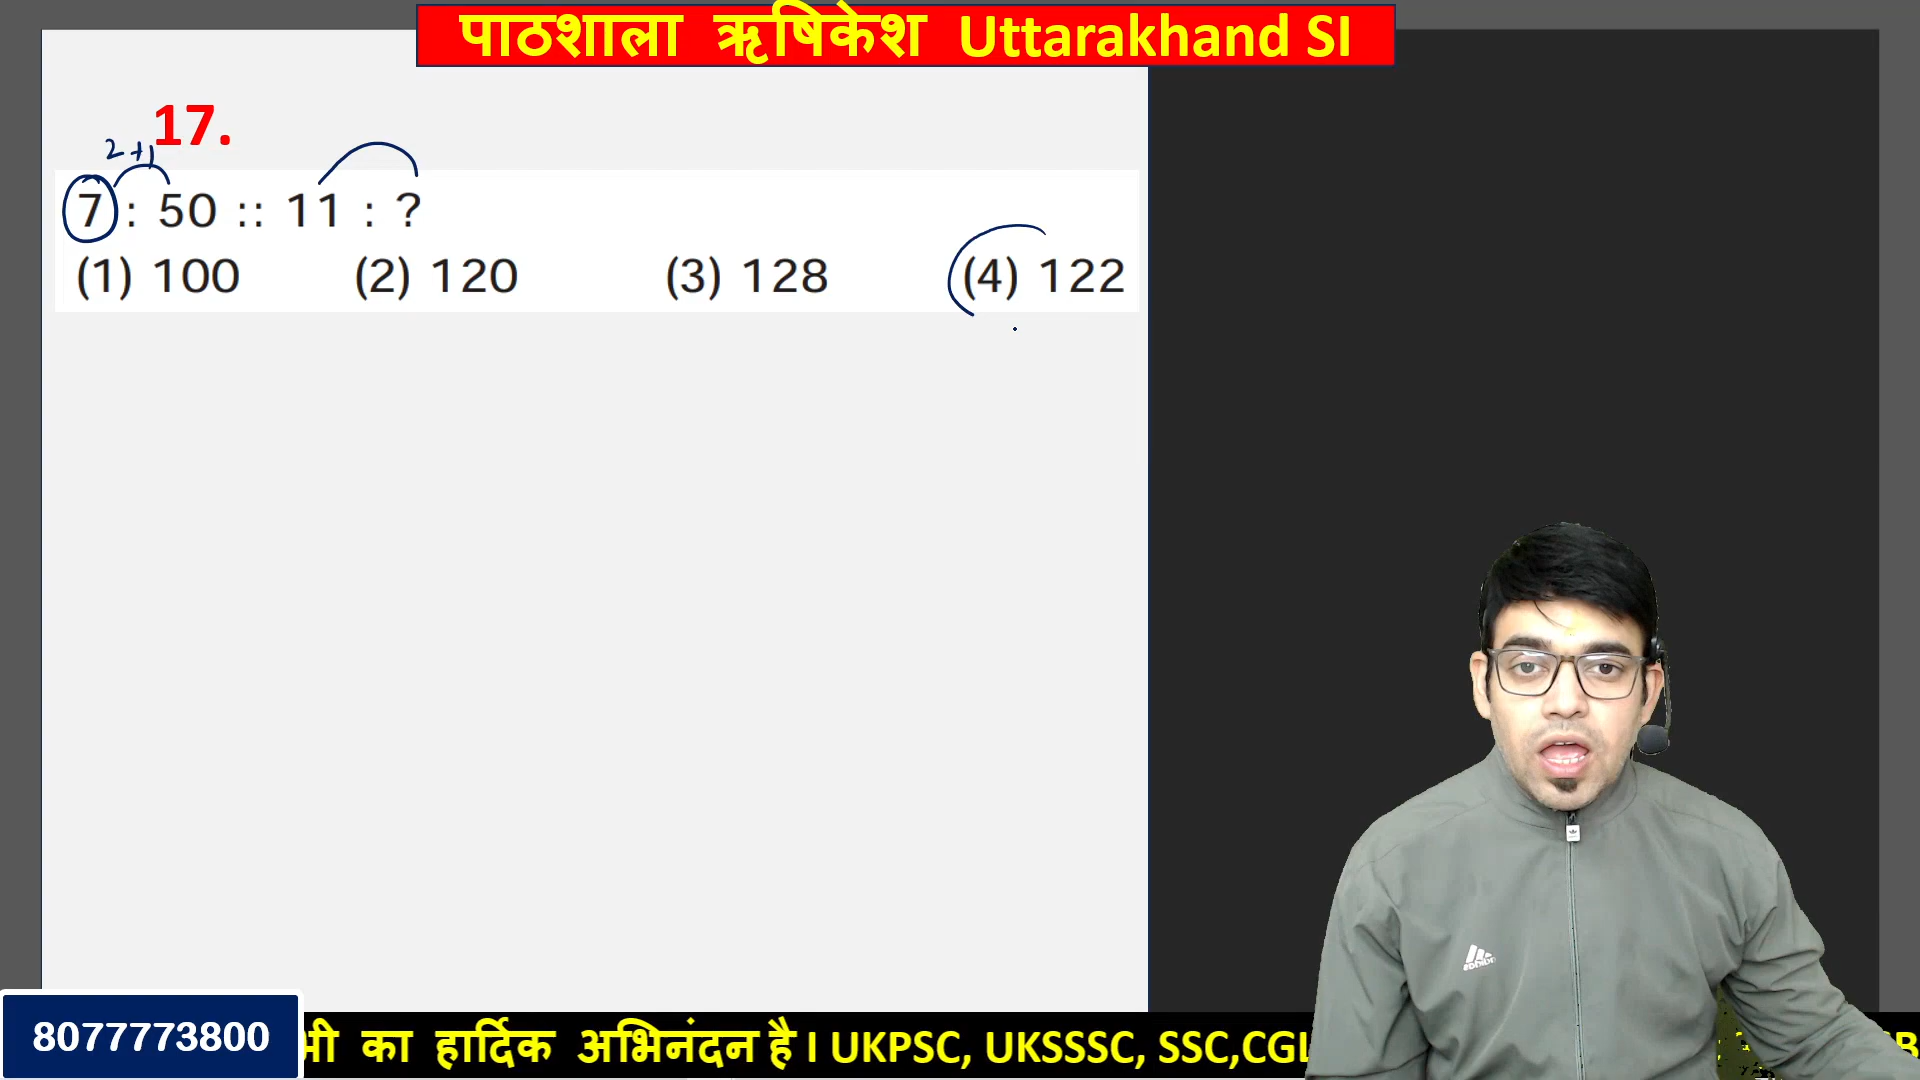 पाठशाला ऋषिकेश Uttarakhand SI
17.
2 +1
7 : 50 :: 11 : ?
(1) 100 (2) 120 (3) 128 (4) 122
8077773800
का हार्दिक अभिनंदन है I UKPSC, UKSSSC, SSC,CGL